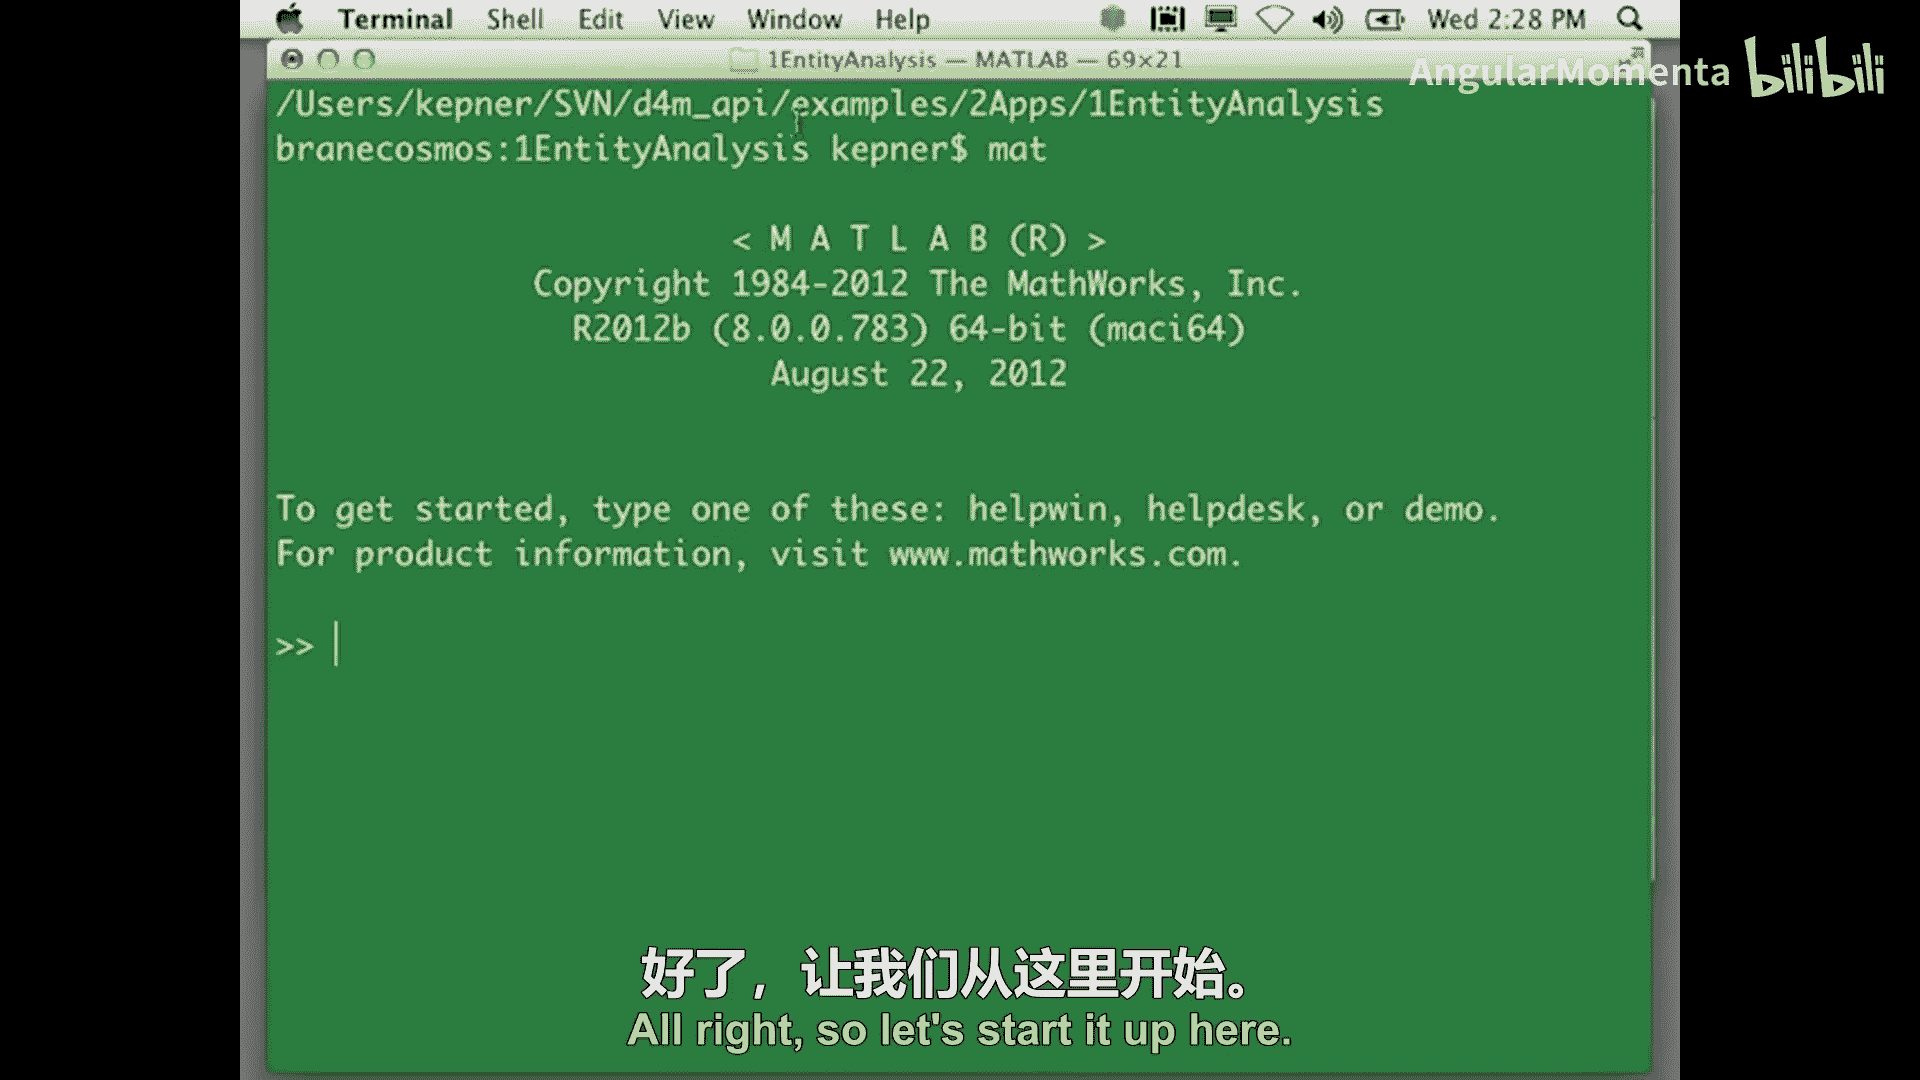 Terminal Shell Edit View Window Help Wed 2:28 PM
1EntityAnalysis — MATLAB — 69×21
AngularMomenta bilibili
/Users/kepner/SVN/d4m_api/examples/2Apps/1EntityAnalysis
branecosmos:1EntityAnalysis kepner$ mat
< M A T L A B (R) >
Copyright 1984-2012 The MathWorks, Inc.
R2012b (8.0.0.783) 64-bit (maci64)
August 22, 2012
To get started, type one of these: helpwin, helpdesk, or demo.
For product information, visit www.mathworks.com.
>>
好了，让我们从这里开始。
All right, so let's start it up here.